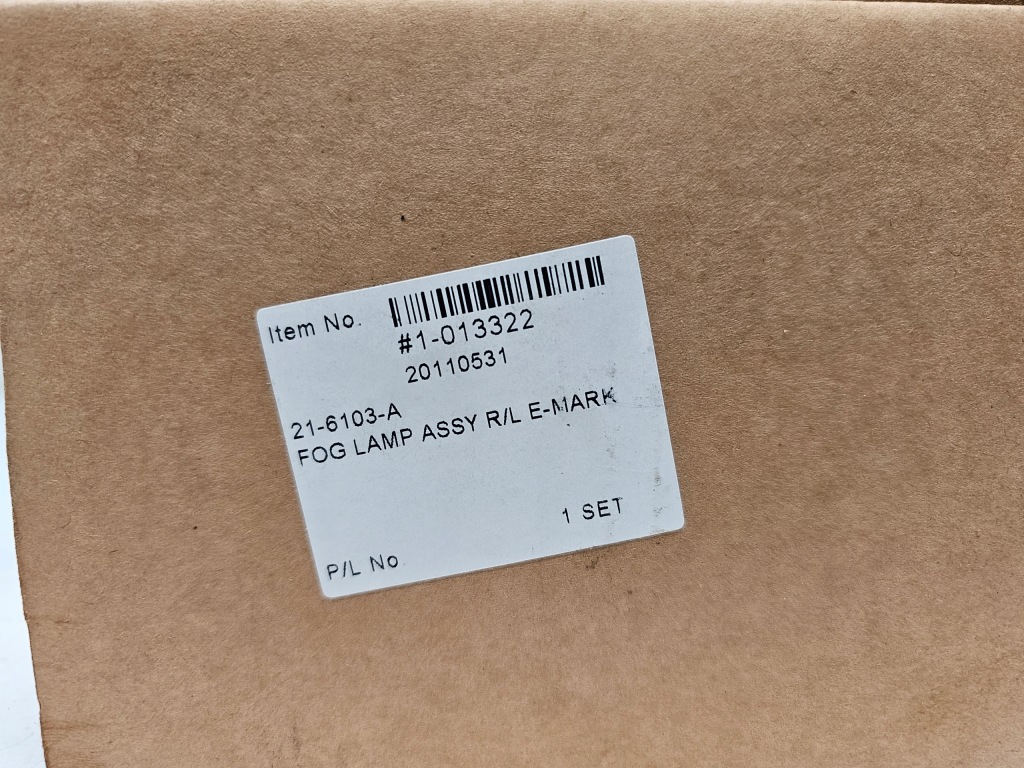 Item No.
#1-013322
20110531
21-6103-A
FOG LAMP ASSY R/L E-MARK
1 SET
P/L No